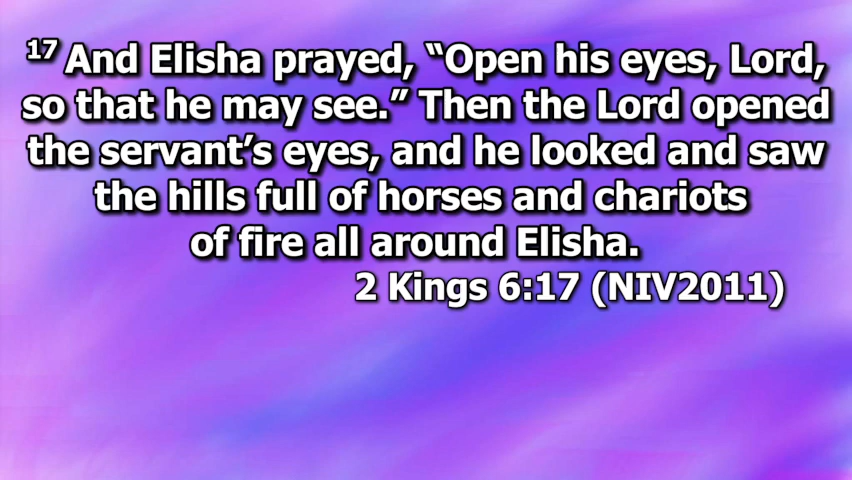 17 And Elisha prayed, “Open his eyes, Lord,
so that he may see.” Then the Lord opened
the servant’s eyes, and he looked and saw
the hills full of horses and chariots
of fire all around Elisha.
2 Kings 6:17 (NIV2011)